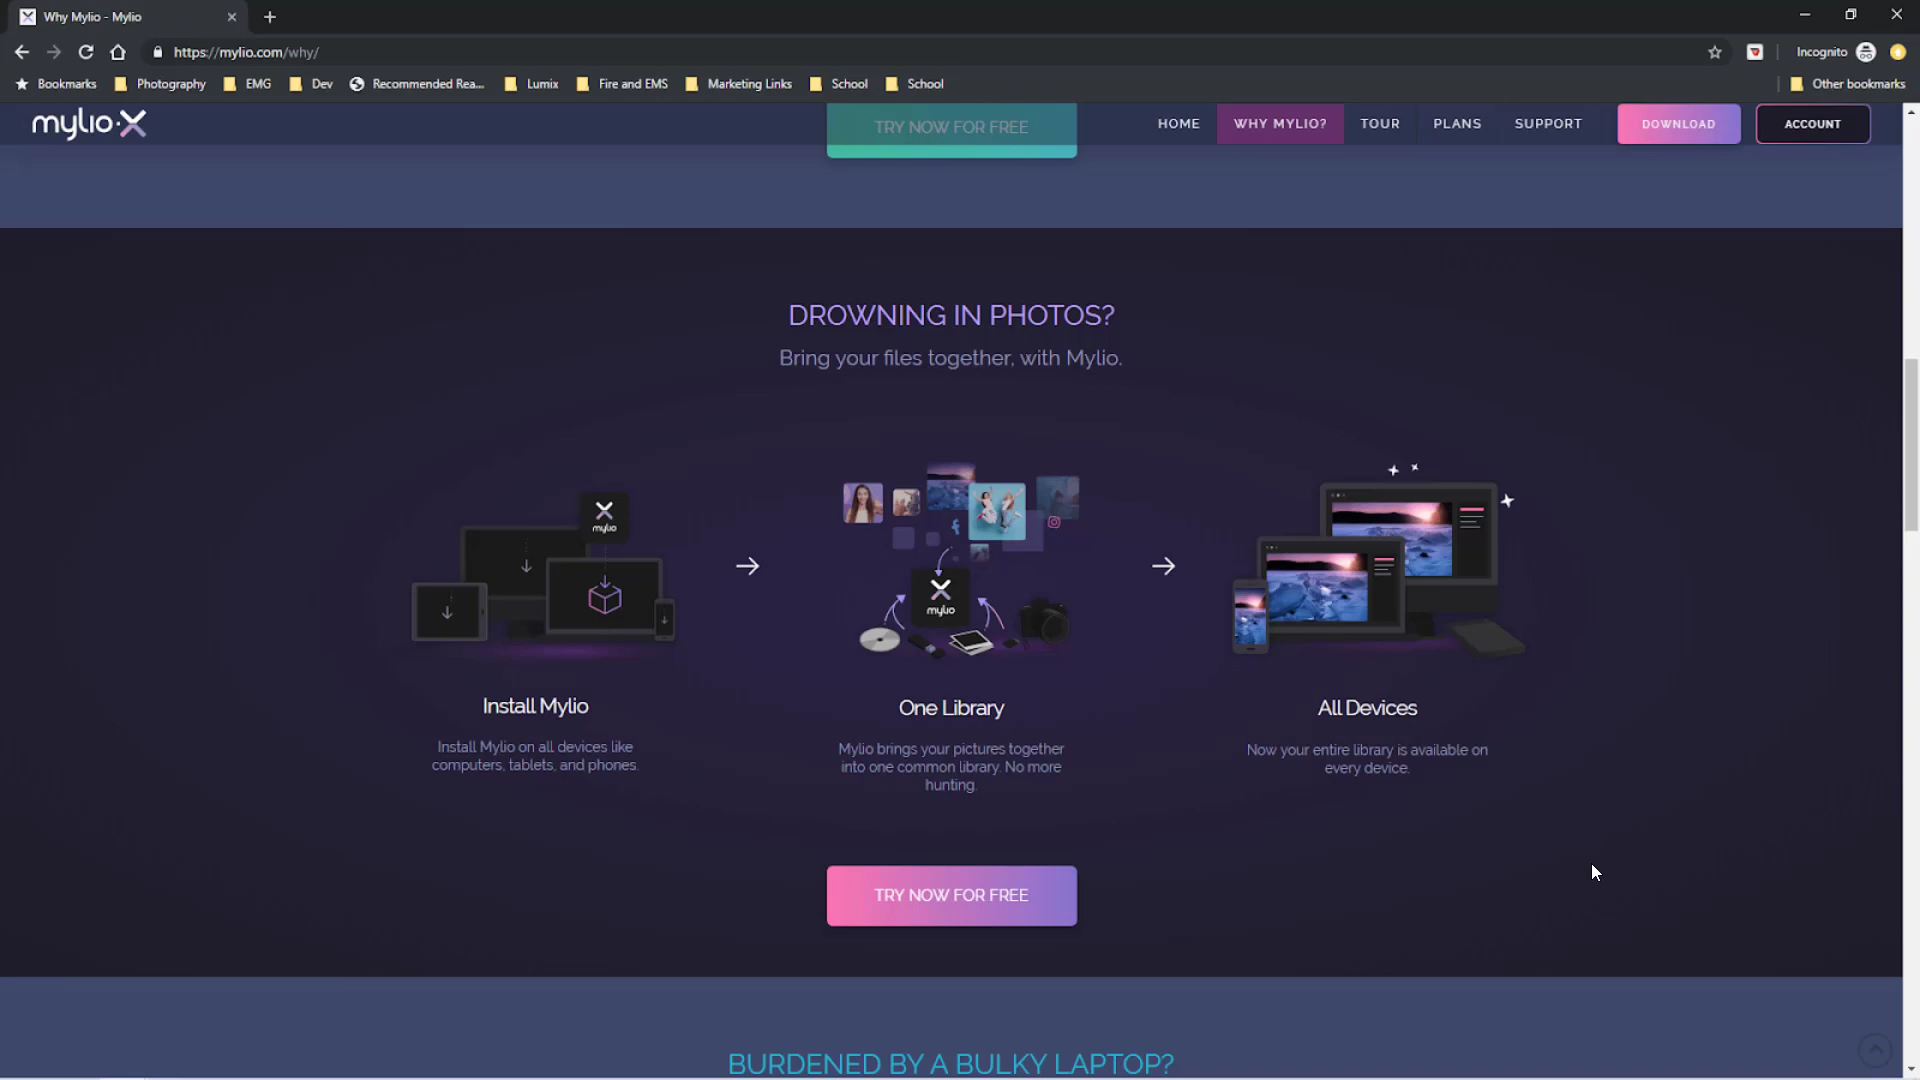 Why Mylio - Mylio
https://mylio.com/why/
Incognito
Bookmarks
Photography
EMG
Dev
Recommended Rea...
Lumix
Fire and EMS
Marketing Links
School
School
Other bookmarks
mylio
TRY NOW FOR FREE
HOME
WHY MYLIO?
TOUR
PLANS
SUPPORT
DOWNLOAD
ACCOUNT
DROWNING IN PHOTOS?
Bring your files together, with Mylio.
mylio
mylio
Install Mylio
Install Mylio on all devices like
computers, tablets, and phones.
One Library
Mylio brings your pictures together
into one common library. No more
hunting.
All Devices
Now your entire library is available on
every device.
TRY NOW FOR FREE
BURDENED BY A BULKY LAPTOP?